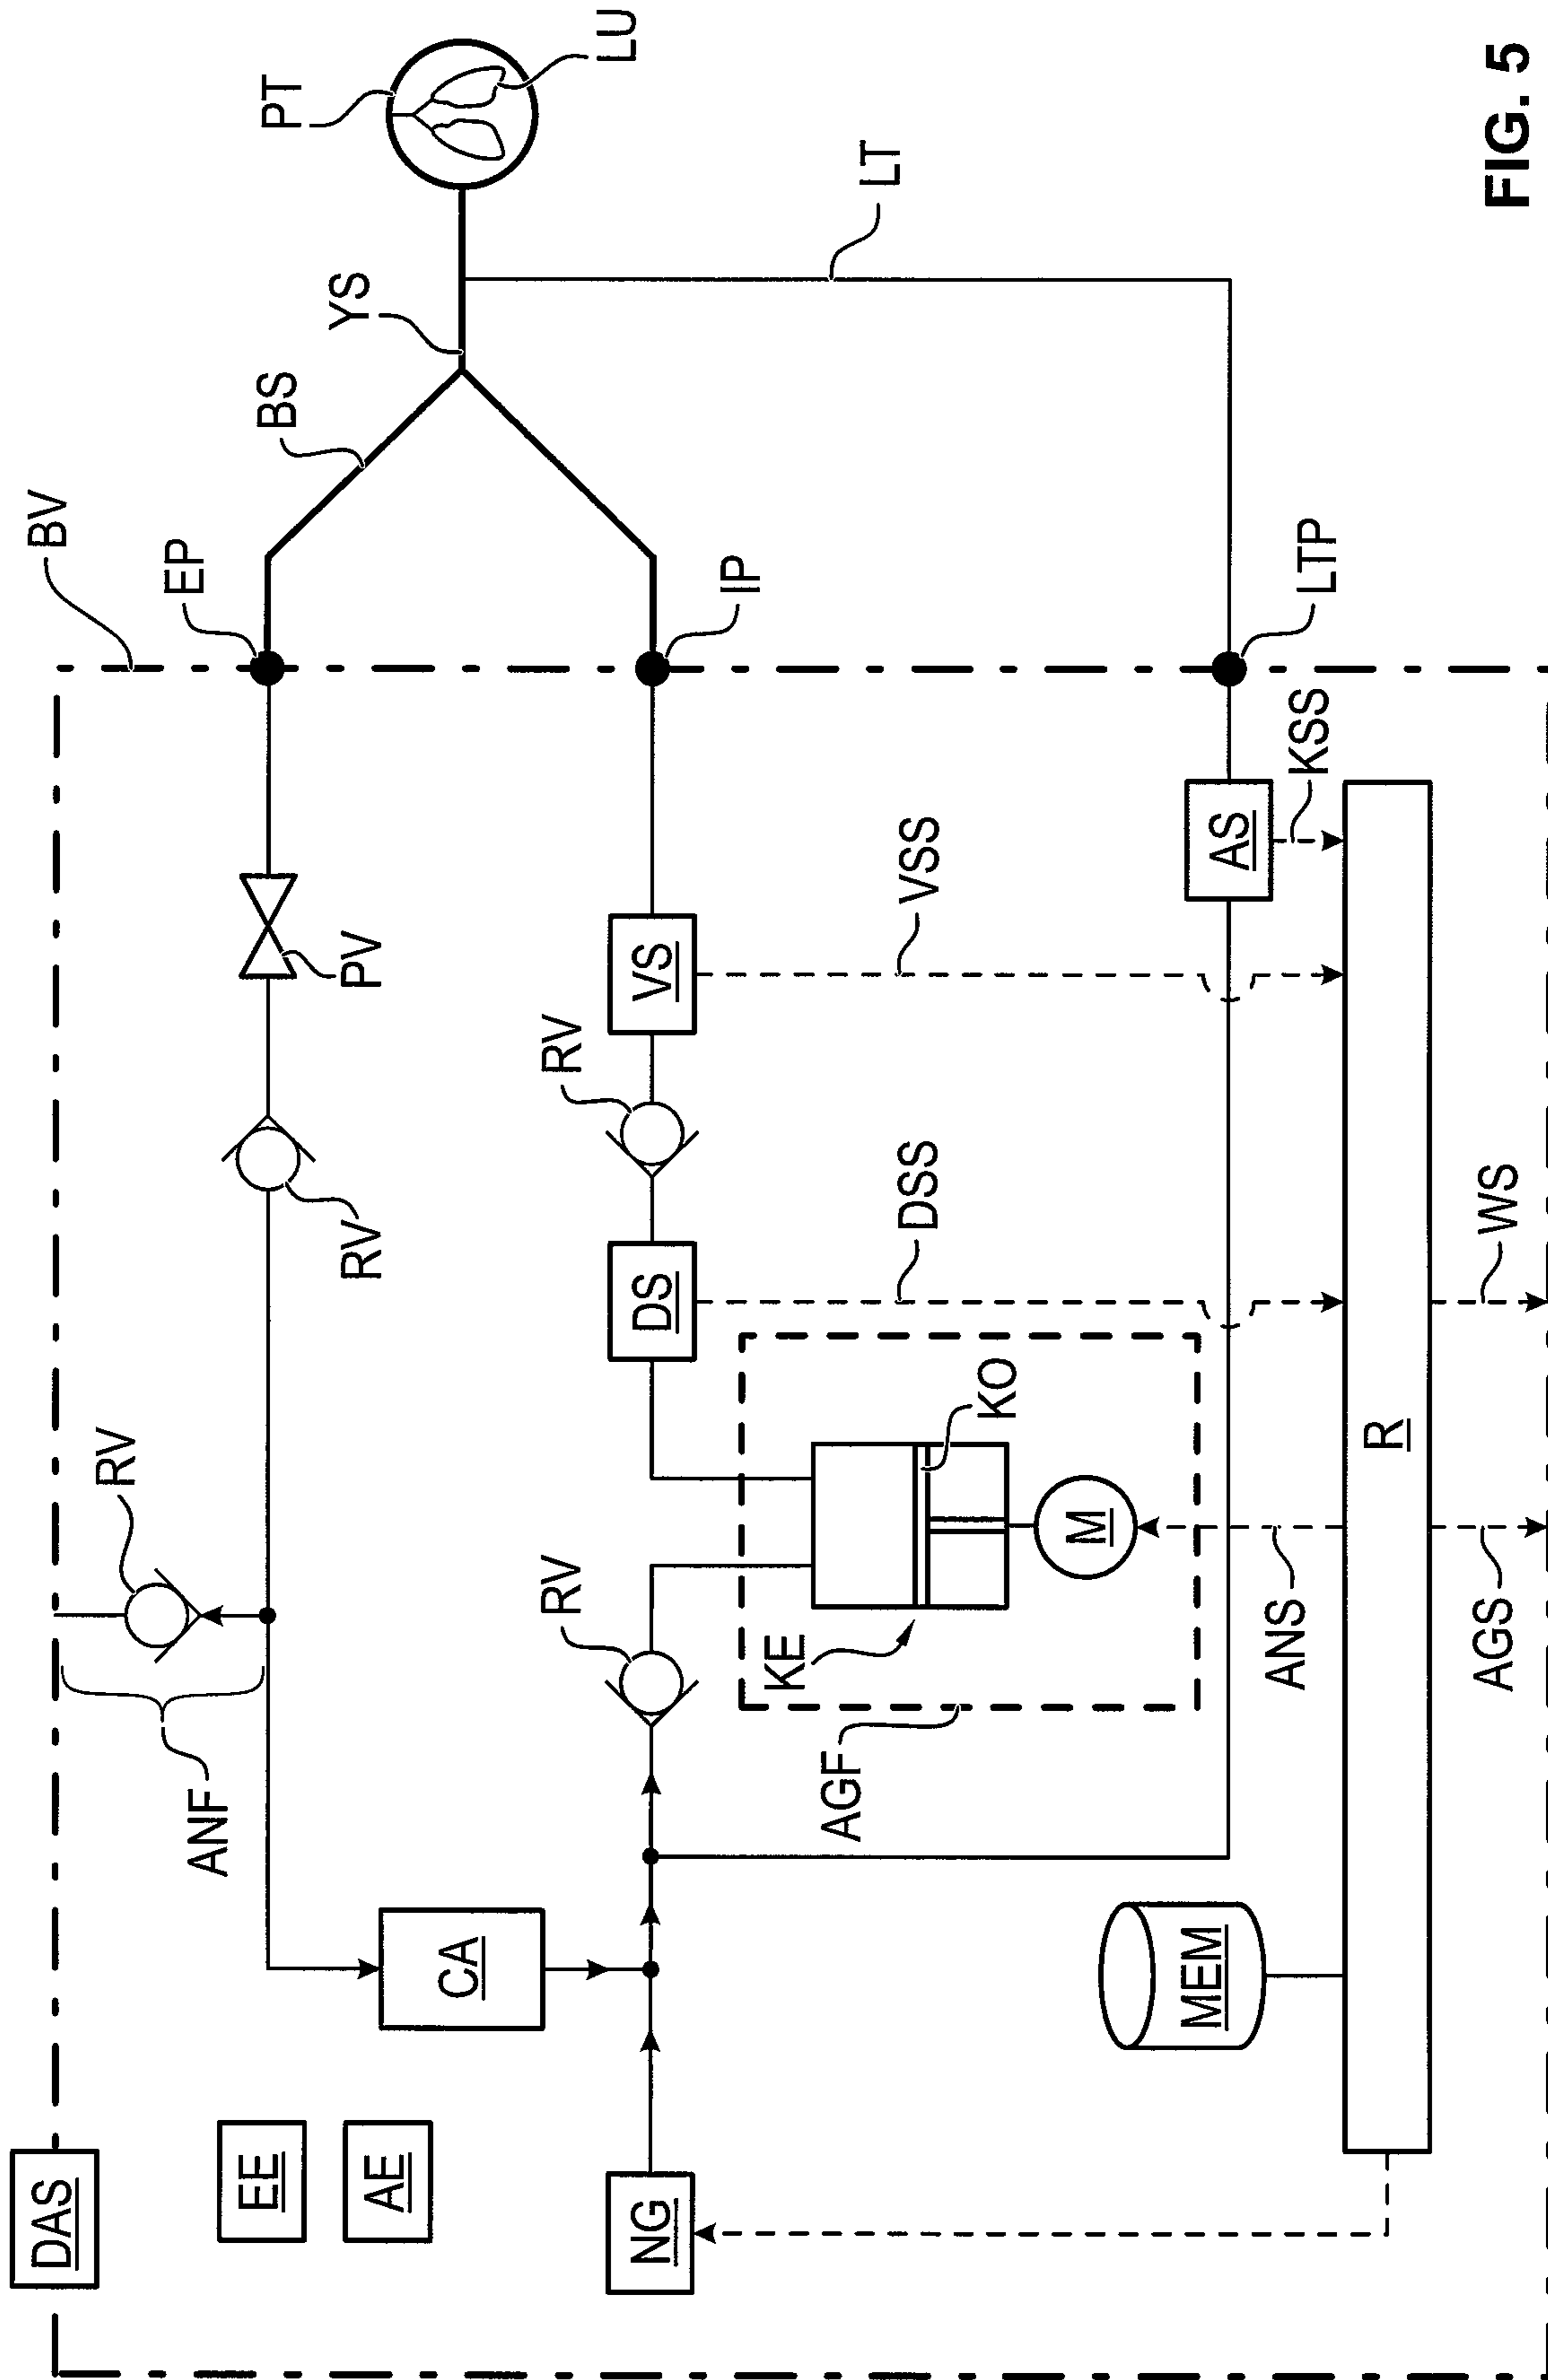 DAS
BV
EE
AE
ANF
RV
EP
BS
YS
PT
LU
RV
PV
CA
NG
RV
DS
RV
VS
IP
LT
KE
KO
M
AGF
DSS
VSS
AS
LTP
KSS
MEM
ANS
R
AGS
WS
FIG. 5